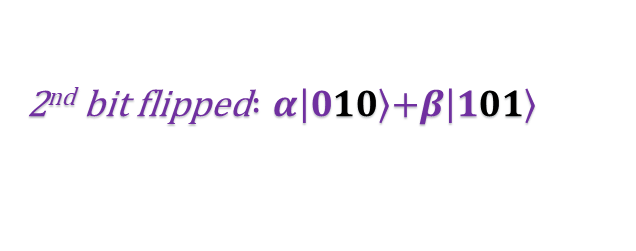 2nd bit flipped: α|010⟩+β|101⟩